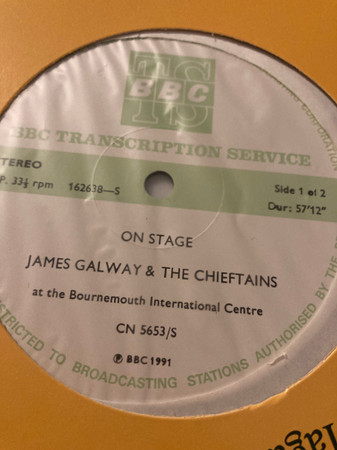 TS
BBC
BBC TRANSCRIPTION SERVICE
STEREO
P. 33⅓ rpm 162638—S
Side 1 of 2
Dur: 57'12"
ON STAGE
JAMES GALWAY & THE CHIEFTAINS
at the Bournemouth International Centre
CN 5653/S
℗ BBC 1991
RESTRICTED TO BROADCASTING STATIONS AUTHORISED BY THE
CORPORATION